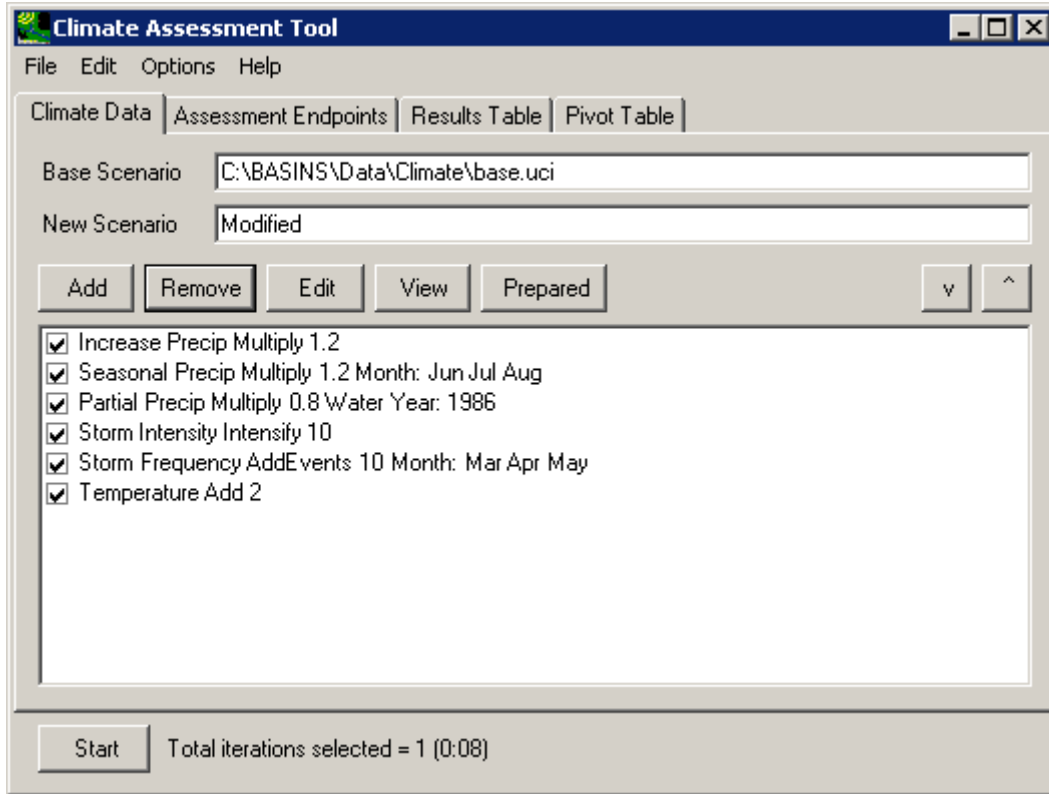 Climate Assessment Tool
File Edit Options Help
Climate Data Assessment Endpoints Results Table Pivot Table
Base Scenario C:\BASINS\Data\Climate\base.uci
New Scenario Modified
Add Remove Edit View Prepared v ^
Increase Precip Multiply 1.2
Seasonal Precip Multiply 1.2 Month: Jun Jul Aug
Partial Precip Multiply 0.8 Water Year: 1986
Storm Intensity Intensify 10
Storm Frequency AddEvents 10 Month: Mar Apr May
Temperature Add 2
Start Total iterations selected = 1 (0:08)